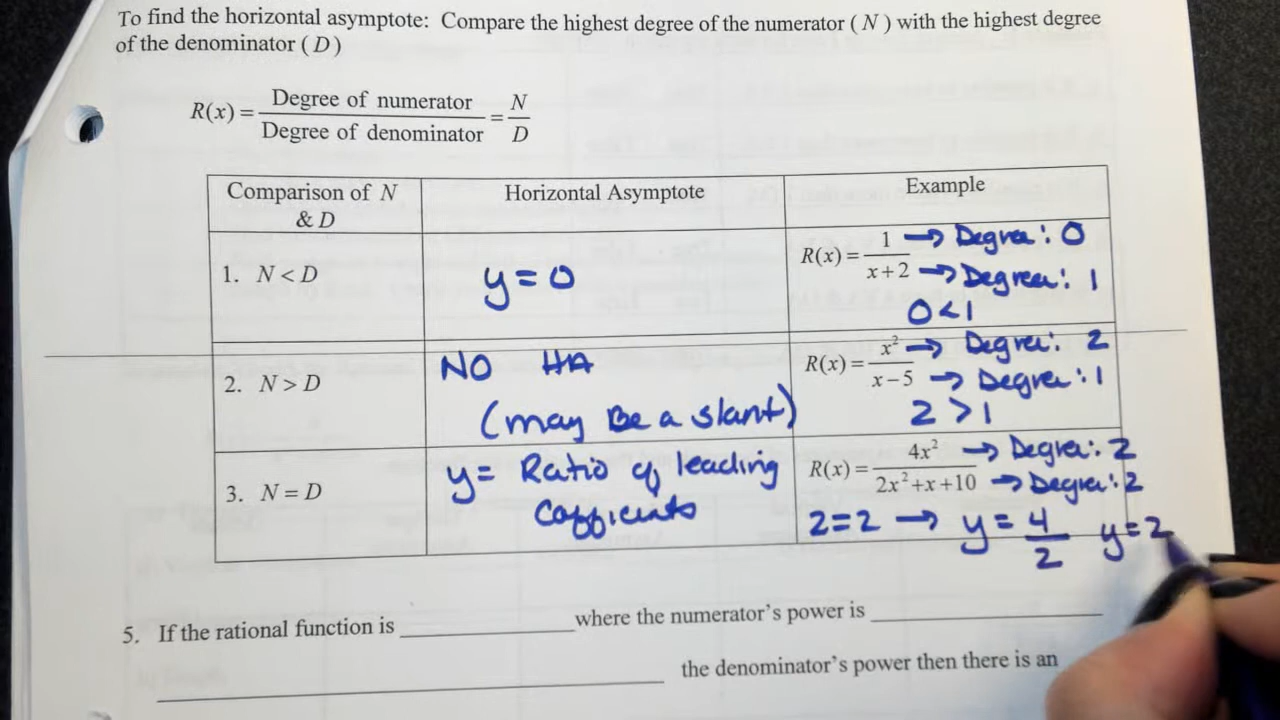 To find the horizontal asymptote: Compare the highest degree of the numerator ( N ) with the highest degree
of the denominator ( D )
R(x) = Degree of numerator / Degree of denominator = N / D
Comparison of N & D
Horizontal Asymptote
Example
1. N < D
y = 0
R(x) = 1 / x + 2
→ Degree: 0
→ Degree: 1
0 < 1
2. N > D
NO HA
(may Be a slant)
R(x) = x² / x − 5
→ Degree: 2
→ Degree: 1
2 > 1
3. N = D
y = Ratio of leading
Coefficients
R(x) = 4x² / 2x² + x + 10
→ Degree: 2
→ Degree: 2
2 = 2 → y = 4 / 2 y = 2
5. If the rational function is ____________ where the numerator's power is ____________
____________ the denominator's power then there is an